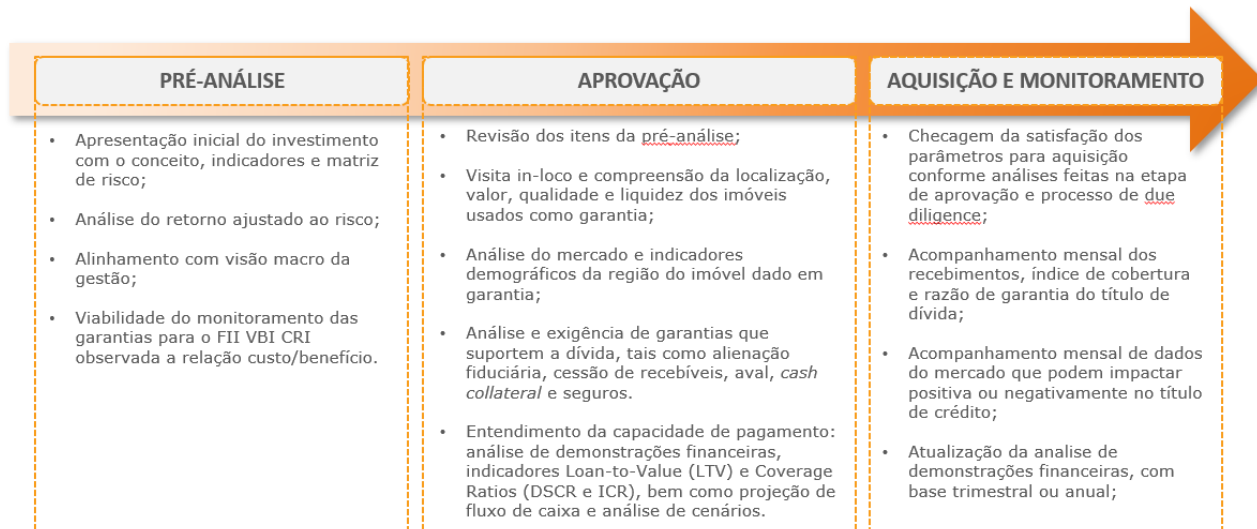 PRÉ-ANÁLISE
• Apresentação inicial do investimento
com o conceito, indicadores e matriz
de risco;
• Análise do retorno ajustado ao risco;
• Alinhamento com visão macro da
gestão;
• Viabilidade do monitoramento das
garantias para o FII VBI CRI
observada a relação custo/benefício.
APROVAÇÃO
• Revisão dos itens da pré-análise;
• Visita in-loco e compreensão da localização,
valor, qualidade e liquidez dos imóveis
usados como garantia;
• Análise do mercado e indicadores
demográficos da região do imóvel dado em
garantia;
• Análise e exigência de garantias que
suportem a dívida, tais como alienação
fiduciária, cessão de recebíveis, aval, cash
collateral e seguros.
• Entendimento da capacidade de pagamento:
análise de demonstrações financeiras,
indicadores Loan-to-Value (LTV) e Coverage
Ratios (DSCR e ICR), bem como projeção de
fluxo de caixa e análise de cenários.
AQUISIÇÃO E MONITORAMENTO
• Checagem da satisfação dos
parâmetros para aquisição
conforme análises feitas na etapa
de aprovação e processo de due
diligence;
• Acompanhamento mensal dos
recebimentos, índice de cobertura
e razão de garantia do título de
dívida;
• Acompanhamento mensal de dados
do mercado que podem impactar
positiva ou negativamente no título
de crédito;
• Atualização da analise de
demonstrações financeiras, com
base trimestral ou anual;